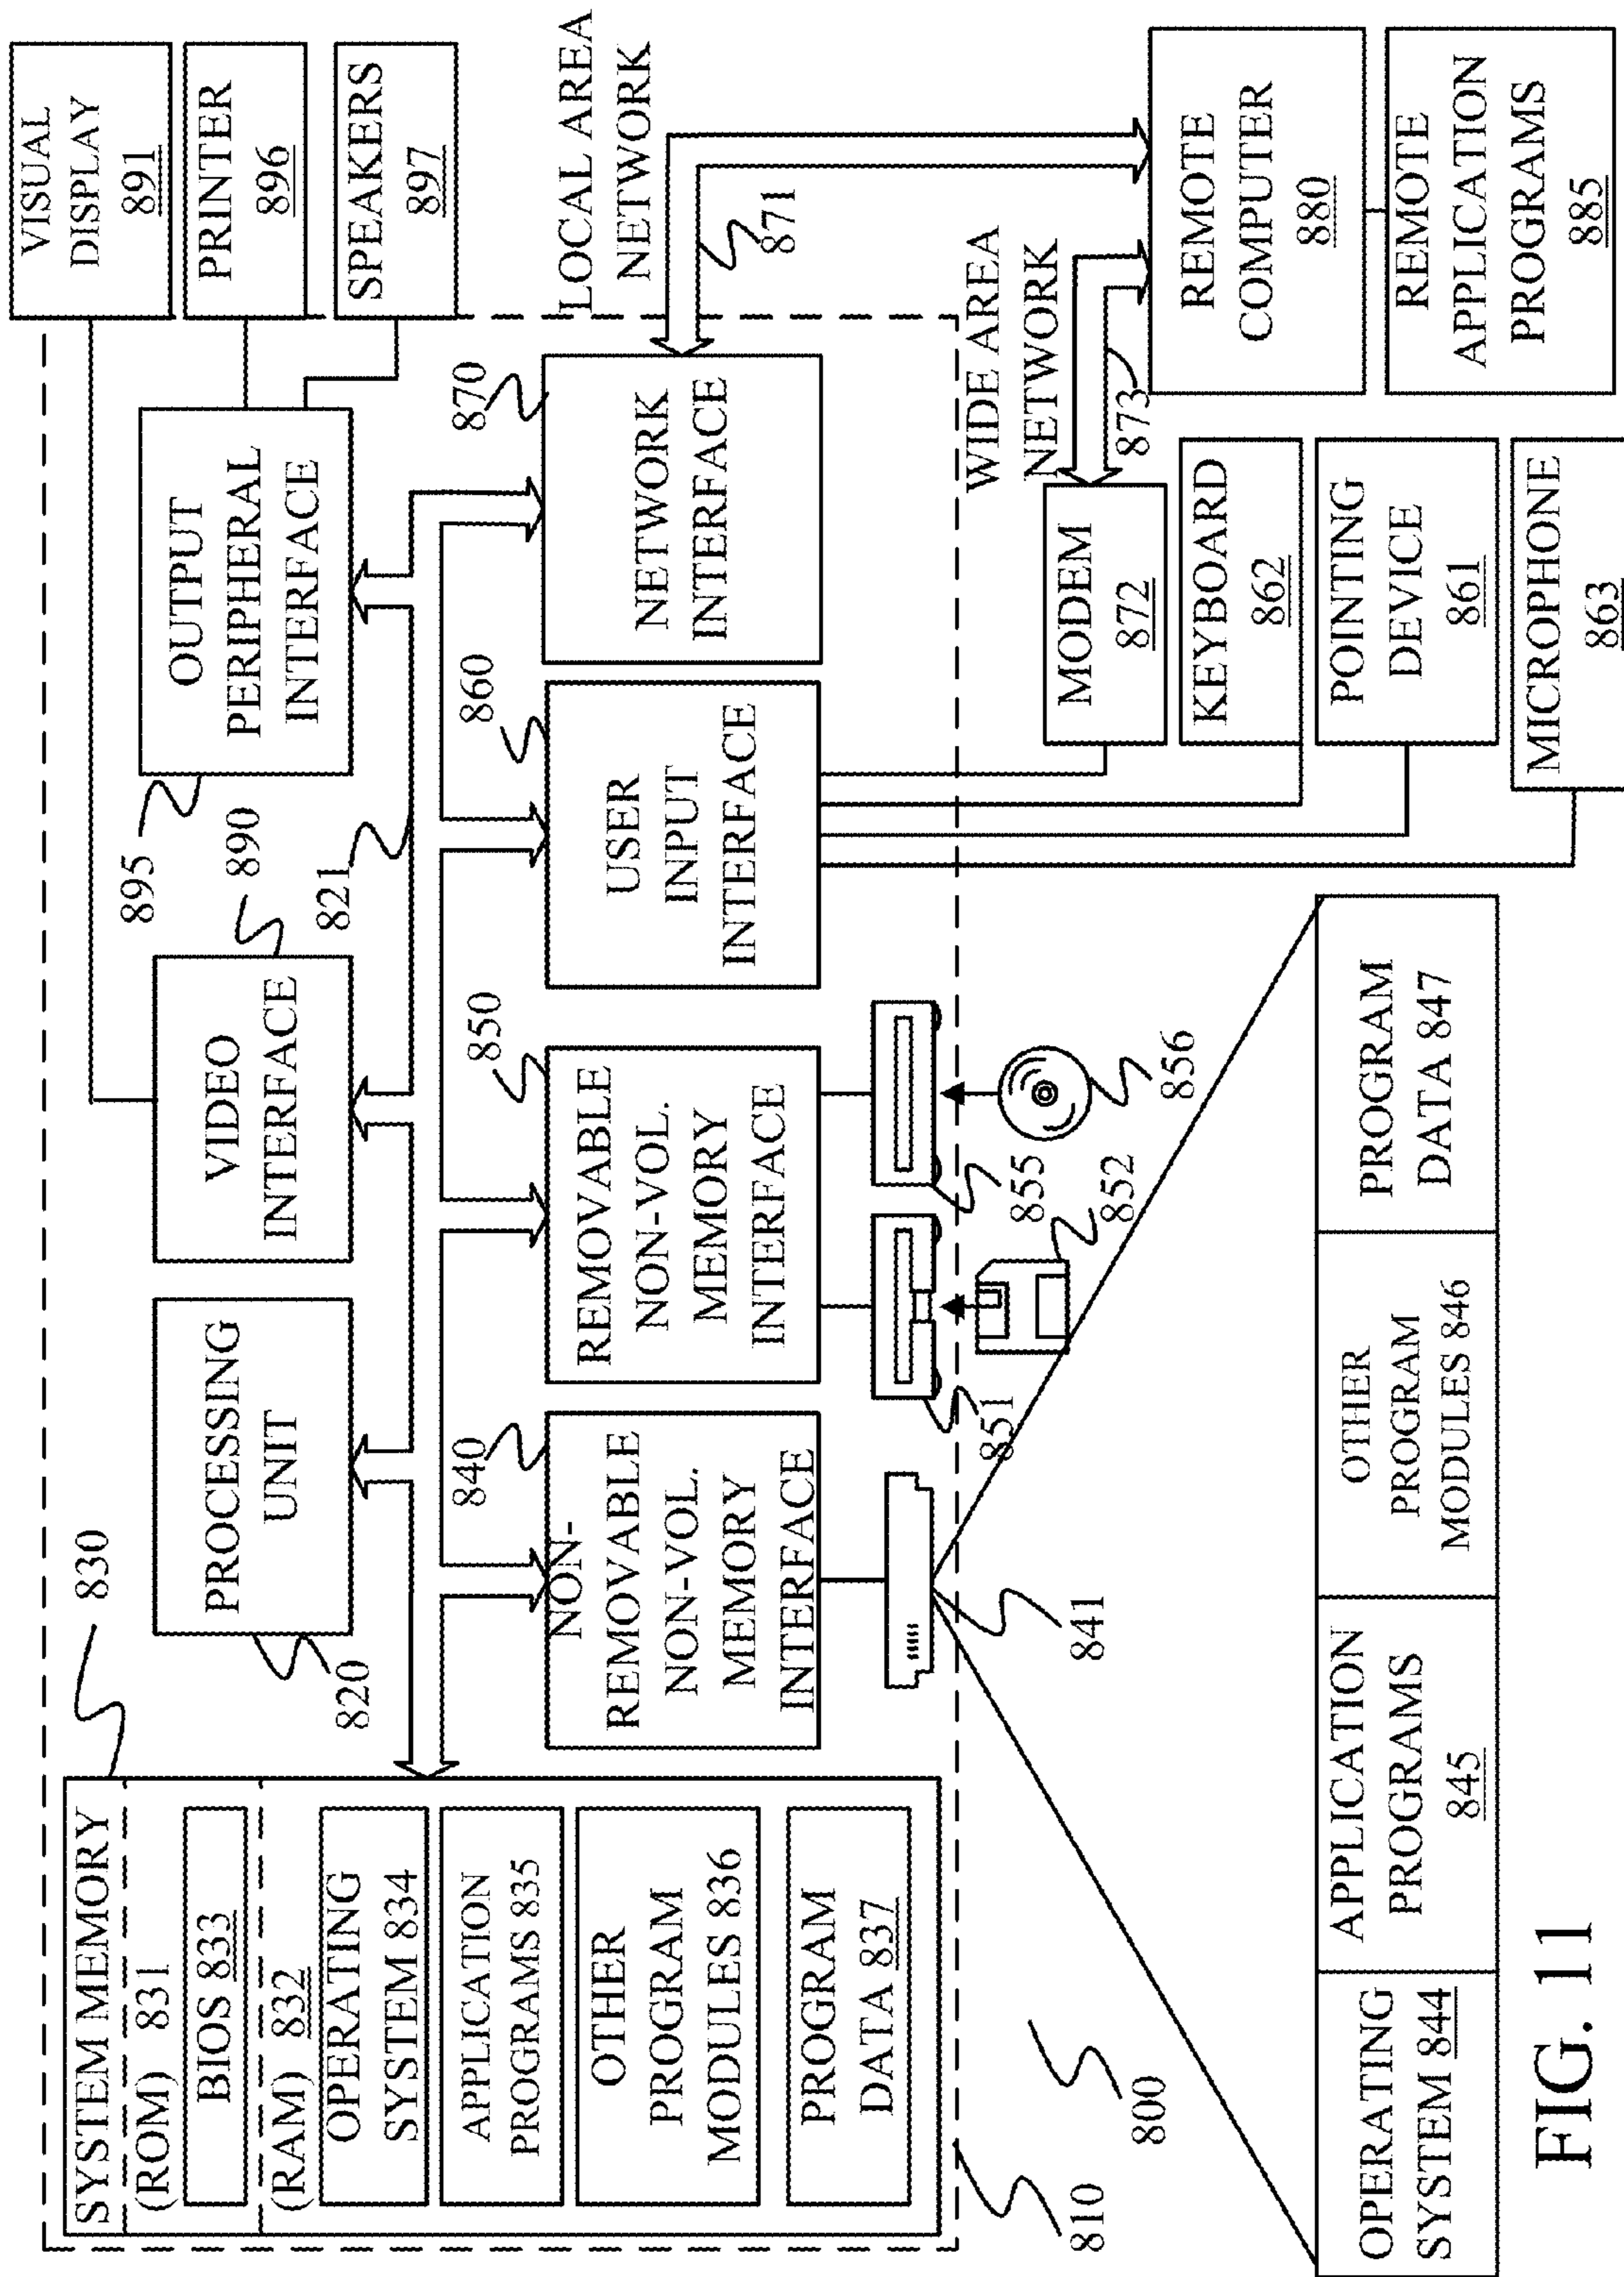 SYSTEM MEMORY
(ROM) 831
BIOS 833
(RAM) 832
OPERATING
SYSTEM 834
APPLICATION
PROGRAMS 835
OTHER
PROGRAM
MODULES 836
PROGRAM
DATA 837
830
PROCESSING
UNIT
820
VIDEO
INTERFACE
890
OUTPUT
PERIPHERAL
INTERFACE
895
821
VISUAL
DISPLAY
891
PRINTER
896
SPEAKERS
897
NON-
REMOVABLE
NON-VOL.
MEMORY
INTERFACE
840
REMOVABLE
NON-VOL.
MEMORY
INTERFACE
850
USER
INPUT
INTERFACE
860
NETWORK
INTERFACE
870
LOCAL AREA
NETWORK
871
841
851
852
855
856
WIDE AREA
NETWORK
873
MODEM
872
KEYBOARD
862
POINTING
DEVICE
861
MICROPHONE
863
REMOTE
COMPUTER
880
REMOTE
APPLICATION
PROGRAMS
885
810
800
OPERATING
SYSTEM 844
APPLICATION
PROGRAMS
845
OTHER
PROGRAM
MODULES 846
PROGRAM
DATA 847
FIG. 11